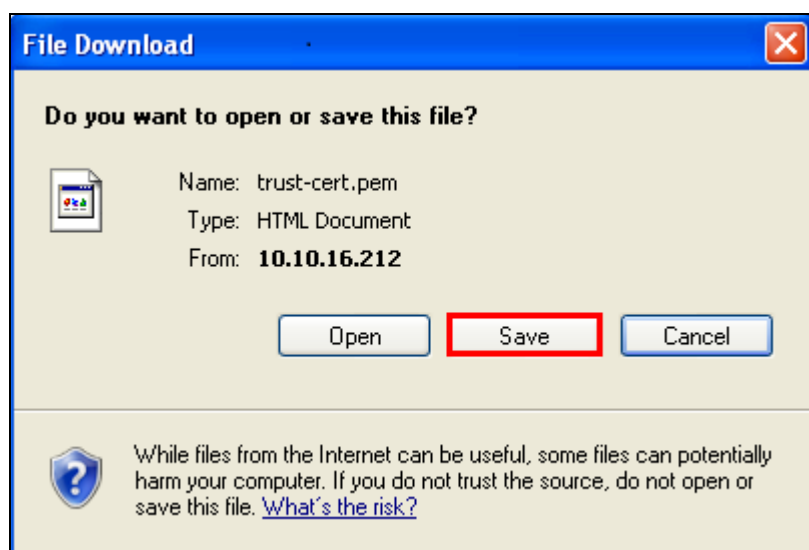 File Download
Do you want to open or save this file?
Name: trust-cert.pem
Type: HTML Document
From: 10.10.16.212
Open Save Cancel
While files from the Internet can be useful, some files can potentially
harm your computer. If you do not trust the source, do not open or
save this file. What's the risk?